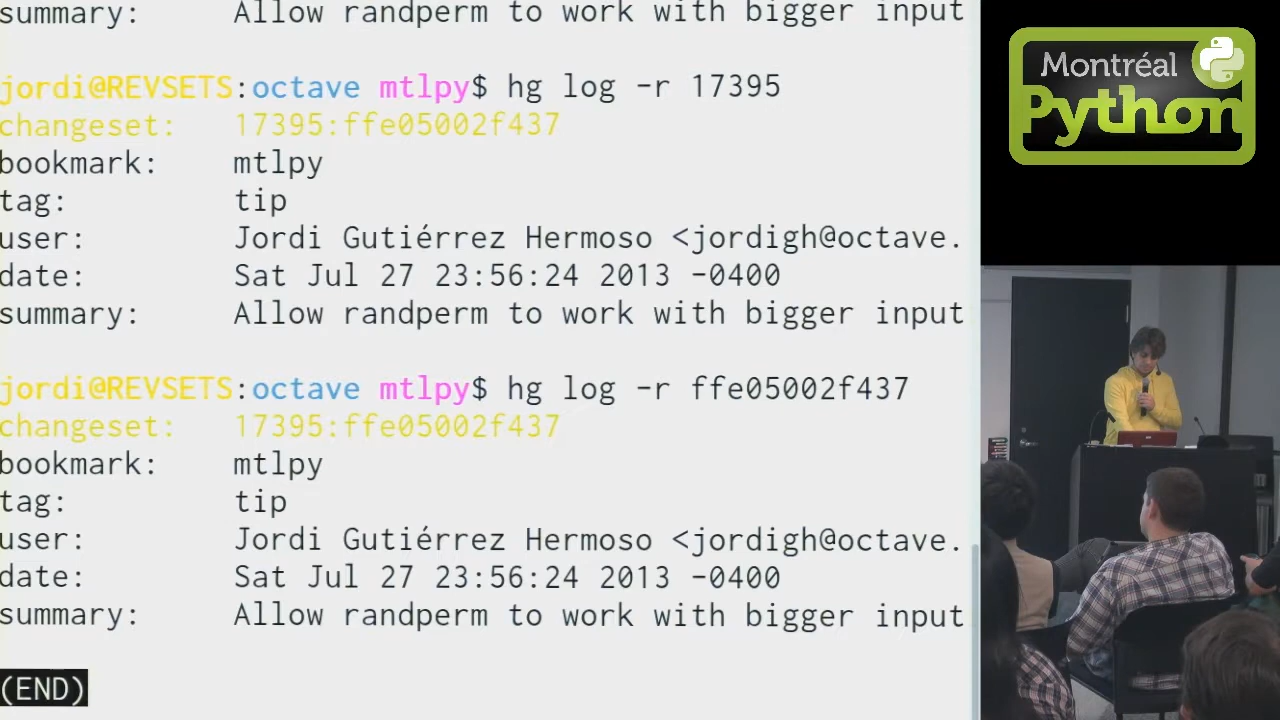 summary: Allow randperm to work with bigger input
jordi@REVSETS:octave mtlpy$ hg log -r 17395
changeset: 17395:ffe05002f437
bookmark: mtlpy
tag: tip
user: Jordi Gutiérrez Hermoso <jordigh@octave.
date: Sat Jul 27 23:56:24 2013 -0400
summary: Allow randperm to work with bigger input
jordi@REVSETS:octave mtlpy$ hg log -r ffe05002f437
changeset: 17395:ffe05002f437
bookmark: mtlpy
tag: tip
user: Jordi Gutiérrez Hermoso <jordigh@octave.
date: Sat Jul 27 23:56:24 2013 -0400
summary: Allow randperm to work with bigger input
(END)
Montréal
Python